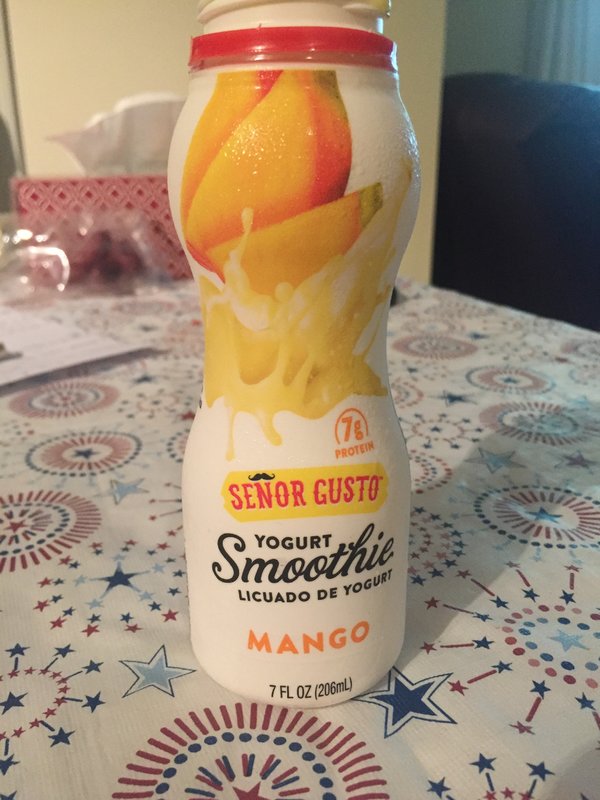 7g
PROTEIN
SEÑOR GUSTO
YOGURT
Smoothie
LICUADO DE YOGURT
MANGO
7 FL OZ (206mL)